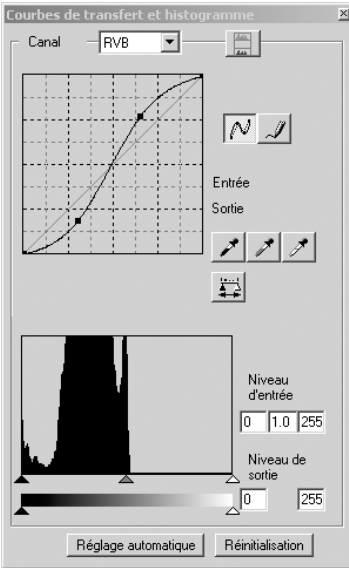 Courbes de transfert et histogramme
Canal
RVB
Entrée
Sortie
Niveau
d'entrée
0 1.0 255
Niveau de
sortie
0 255
Réglage automatique
Réinitialisation